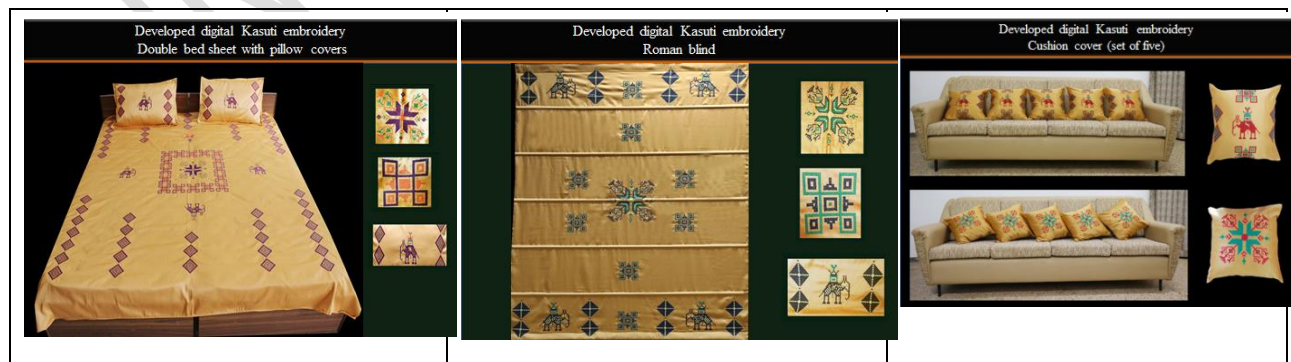 Developed digital Kasuti embroidery
Double bed sheet with pillow covers
Developed digital Kasuti embroidery
Roman blind
Developed digital Kasuti embroidery
Cushion cover (set of five)